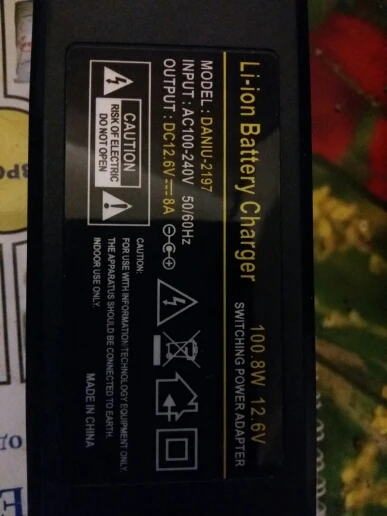 Li-ion Battery Charger
100.8W 12.6V
SWITCHING POWER ADAPTER
MODEL : DANIU-2197
INPUT : AC100-240V 50/60Hz
OUTPUT : DC12.6V⎓8A
CAUTION
RISK OF ELECTRIC
DO NOT OPEN
CAUTION:
FOR USE WITH INFORMATION TECHNOLOGY EQUIPMENT ONLY.
THE APPARATUS SHOULD BE CONNECTED TO EARTH.
INDOOR USE ONLY.
MADE IN CHINA